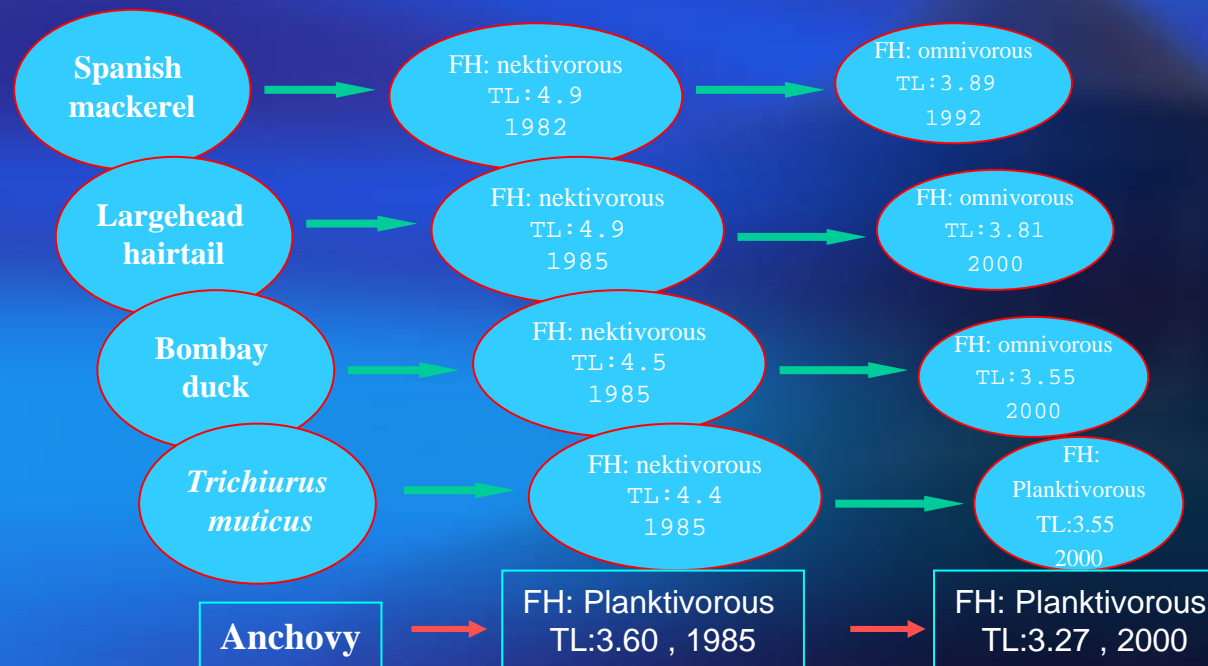 Spanish
mackerel
FH: nektivorous
TL:4.9
1982
FH: omnivorous
TL:3.89
1992
Largehead
hairtail
FH: nektivorous
TL:4.9
1985
FH: omnivorous
TL:3.81
2000
Bombay
duck
FH: nektivorous
TL:4.5
1985
FH: omnivorous
TL:3.55
2000
Trichiurus
muticus
FH: nektivorous
TL:4.4
1985
FH:
Planktivorous
TL:3.55
2000
Anchovy
FH: Planktivorous
TL:3.60 , 1985
FH: Planktivorous
TL:3.27 , 2000